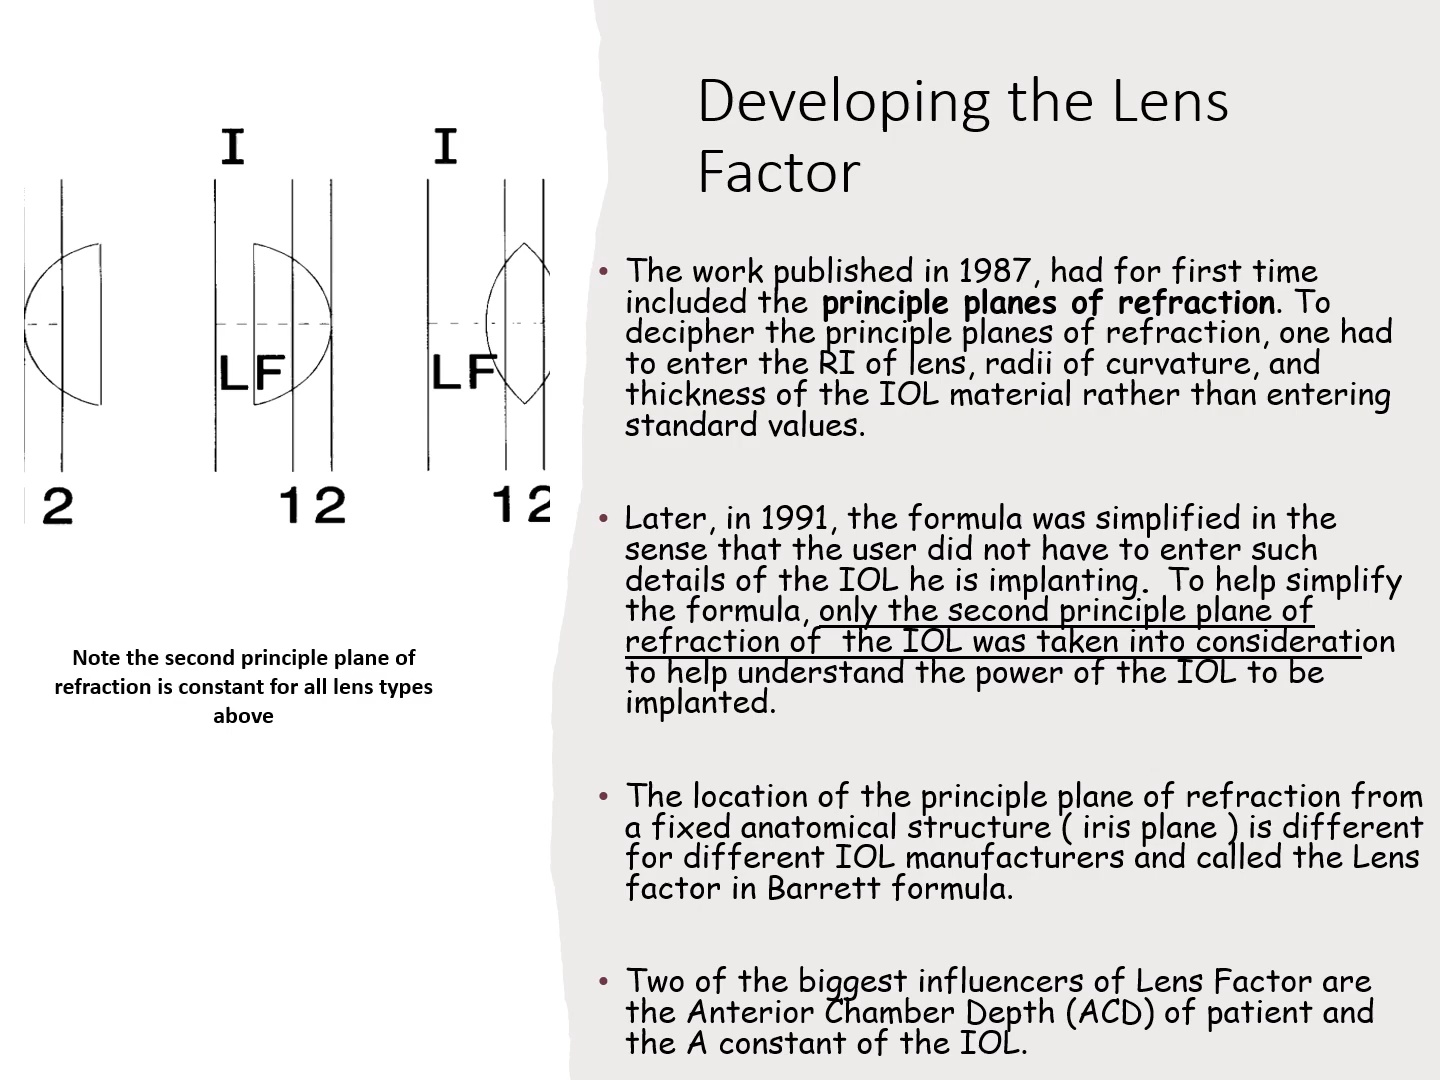 Developing the Lens
Factor
I
I
LF
LF
2
12
12
Note the second principle plane of
refraction is constant for all lens types
above
• The work published in 1987, had for first time
included the principle planes of refraction. To
decipher the principle planes of refraction, one had
to enter the RI of lens, radii of curvature, and
thickness of the IOL material rather than entering
standard values.
• Later, in 1991, the formula was simplified in the
sense that the user did not have to enter such
details of the IOL he is implanting. To help simplify
the formula, only the second principle plane of
refraction of the IOL was taken into consideration
to help understand the power of the IOL to be
implanted.
• The location of the principle plane of refraction from
a fixed anatomical structure ( iris plane ) is different
for different IOL manufacturers and called the Lens
factor in Barrett formula.
• Two of the biggest influencers of Lens Factor are
the Anterior Chamber Depth (ACD) of patient and
the A constant of the IOL.